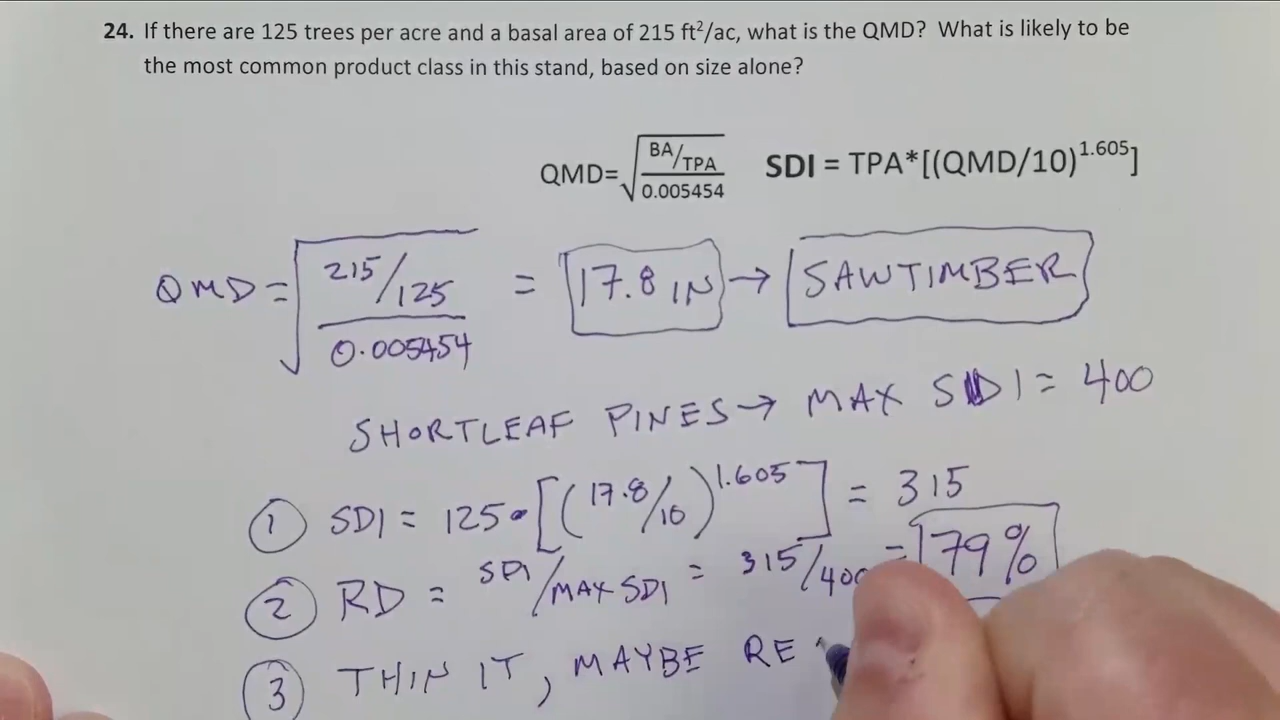 24. If there are 125 trees per acre and a basal area of 215 ft²/ac, what is the QMD? What is likely to be
the most common product class in this stand, based on size alone?
QMD=√((BA/TPA)/0.005454) SDI = TPA*[(QMD/10)^1.605]
QMD=√((215/125)/0.005454) = 17.8 IN → SAWTIMBER
SHORTLEAF PINES → MAX SDI = 400
① SDI = 125•[(17.8/10)^1.605] = 315
② RD = SDI/MAX SDI = 315/400 = 79%
③ THIN IT, MAYBE RE